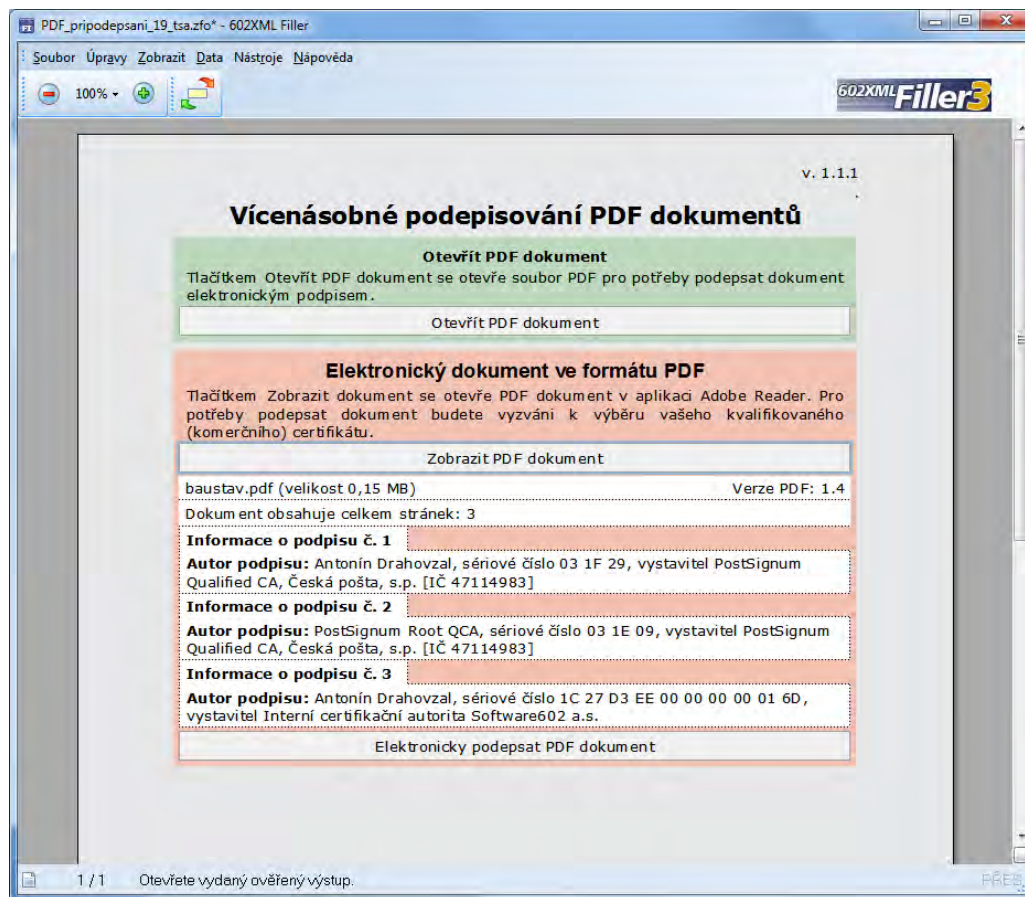 PDF_pripodepsani_19_tsa.zfo* - 602XML Filler
Soubor Úpravy Zobrazit Data Nástroje Nápověda
100%
602XML Filler3
v. 1.1.1
Vícenásobné podepisování PDF dokumentů
Otevřít PDF dokument
Tlačítkem Otevřít PDF dokument se otevře soubor PDF pro potřeby podepsat dokument
elektronickým podpisem.
Otevřít PDF dokument
Elektronický dokument ve formátu PDF
Tlačítkem Zobrazit dokument se otevře PDF dokument v aplikaci Adobe Reader. Pro
potřeby podepsat dokument budete vyzváni k výběru vašeho kvalifikovaného
(komerčního) certifikátu.
Zobrazit PDF dokument
baustav.pdf (velikost 0,15 MB) Verze PDF: 1.4
Dokument obsahuje celkem stránek: 3
Informace o podpisu č. 1
Autor podpisu: Antonín Drahovzal, sériové číslo 03 1F 29, vystavitel PostSignum
Qualified CA, Česká pošta, s.p. [IČ 47114983]
Informace o podpisu č. 2
Autor podpisu: PostSignum Root QCA, sériové číslo 03 1E 09, vystavitel PostSignum
Qualified CA, Česká pošta, s.p. [IČ 47114983]
Informace o podpisu č. 3
Autor podpisu: Antonín Drahovzal, sériové číslo 1C 27 D3 EE 00 00 00 00 01 6D,
vystavitel Interní certifikační autorita Software602 a.s.
Elektronicky podepsat PDF dokument
1 / 1 Otevřete vydaný ověřený výstup. PŘES